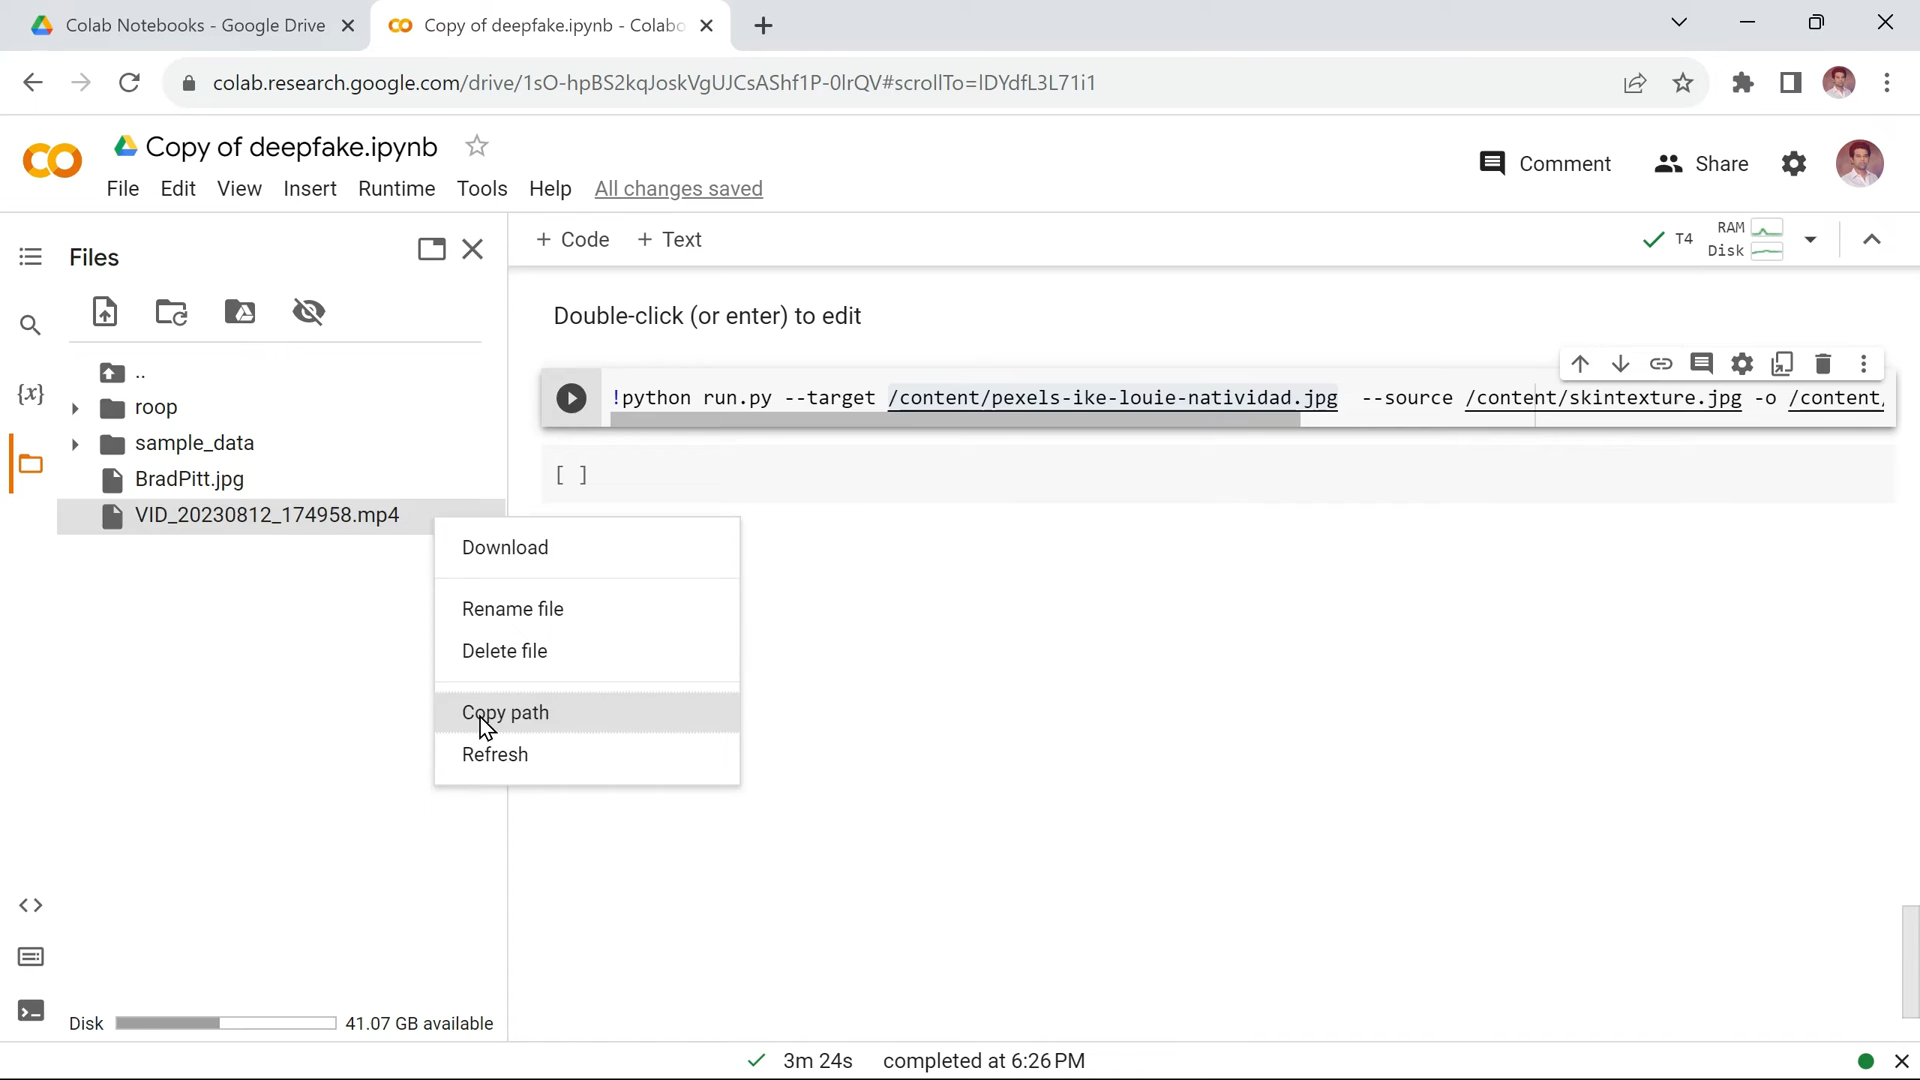 Colab Notebooks - Google Drive
Copy of deepfake.ipynb - Colabo
colab.research.google.com/drive/1sO-hpBS2kqJoskVgUJCsAShf1P-0lrQV#scrollTo=lDYdfL3L71i1
Copy of deepfake.ipynb
Comment
Share
File Edit View Insert Runtime Tools Help All changes saved
Files
+ Code + Text
T4
RAM
Disk
{x}
..
roop
sample_data
BradPitt.jpg
VID_20230812_174958.mp4
Double-click (or enter) to edit
!python run.py --target /content/pexels-ike-louie-natividad.jpg --source /content/skintexture.jpg -o /content/
[ ]
Download
Rename file
Delete file
Copy path
Refresh
Disk 41.07 GB available
3m 24s completed at 6:26 PM